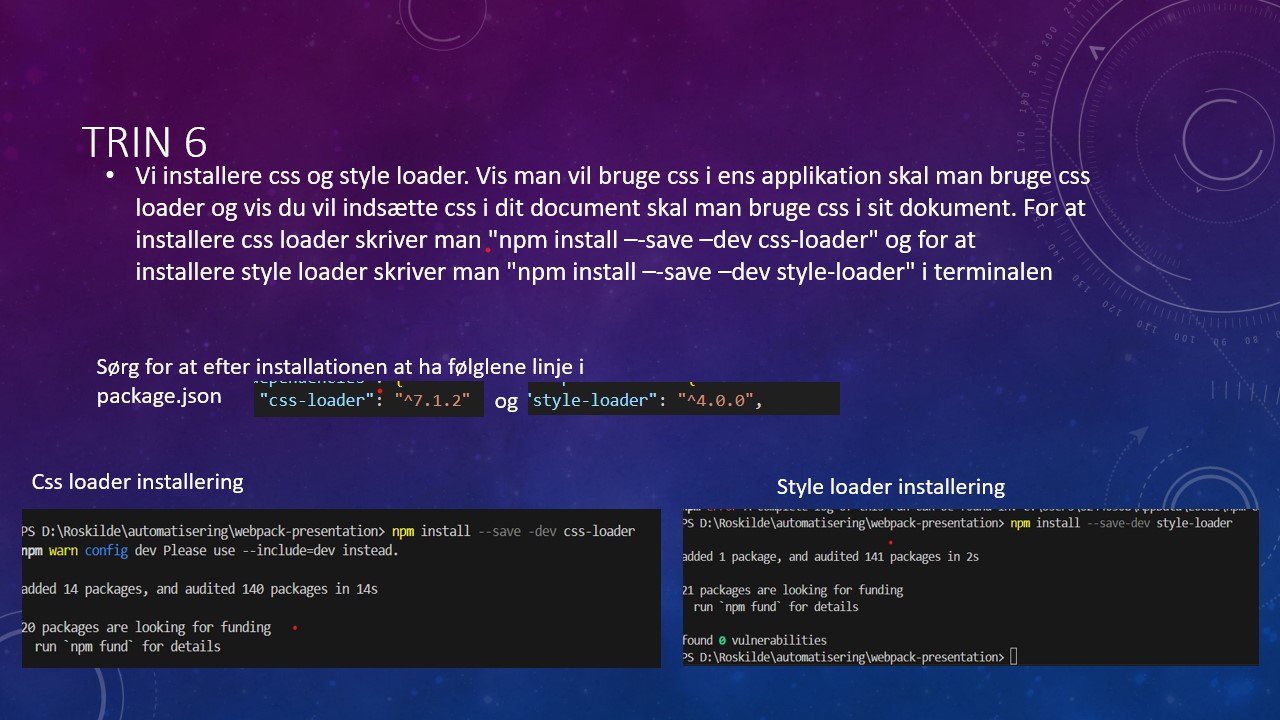 TRIN 6
• Vi installere css og style loader. Vis man vil bruge css i ens applikation skal man bruge css
loader og vis du vil indsætte css i dit document skal man bruge css i sit dokument. For at
installere css loader skriver man "npm install –-save –dev css-loader" og for at
installere style loader skriver man "npm install –-save –dev style-loader" i terminalen
Sørg for at efter installationen at ha følglene linje i
package.json
"css-loader": "^7.1.2"
og
"style-loader": "^4.0.0",
Css loader installering
PS D:\Roskilde\automatisering\webpack-presentation> npm install --save -dev css-loader
npm warn config dev Please use --include=dev instead.
added 14 packages, and audited 140 packages in 14s
20 packages are looking for funding
run `npm fund` for details
Style loader installering
PS D:\Roskilde\automatisering\webpack-presentation> npm install --save-dev style-loader
added 1 package, and audited 141 packages in 2s
21 packages are looking for funding
run `npm fund` for details
found 0 vulnerabilities
PS D:\Roskilde\automatisering\webpack-presentation>